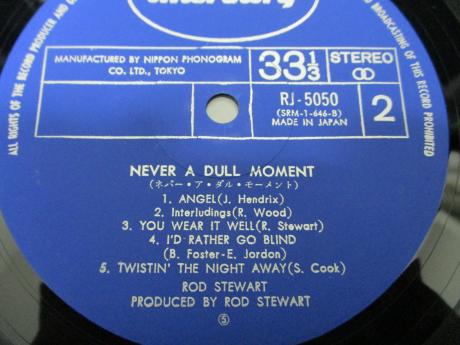 mercury
MANUFACTURED BY NIPPON PHONOGRAM
CO. LTD., TOKYO
33 1/3
STEREO
RJ-5050
(SRM-1-646-B)
MADE IN JAPAN
2
ALL RIGHTS OF THE RECORD PRODUCER AND
BROADCASTING OF THIS RECORD PROHIBITED
NEVER A DULL MOMENT
(ネバー・ア・ダル・モーメント)
1. ANGEL(J. Hendrix)
2. Interludings(R. Wood)
3. YOU WEAR IT WELL(R. Stewart)
4. I'D RATHER GO BLIND
(B. Foster-E. Jordon)
5. TWISTIN' THE NIGHT AWAY(S. Cook)
ROD STEWART
PRODUCED BY ROD STEWART
⑤